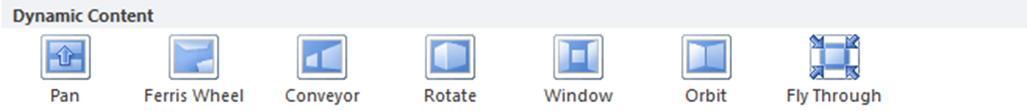 Dynamic Content
Pan Ferris Wheel Conveyor Rotate Window Orbit Fly Through